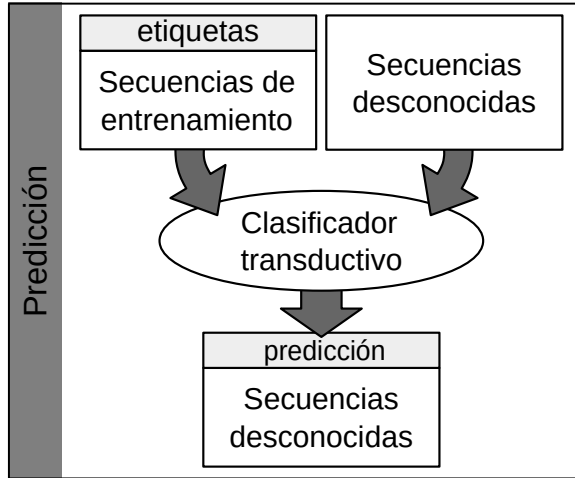 Predicción
etiquetas
Secuencias de
entrenamiento
Secuencias
desconocidas
Clasificador
transductivo
predicción
Secuencias
desconocidas